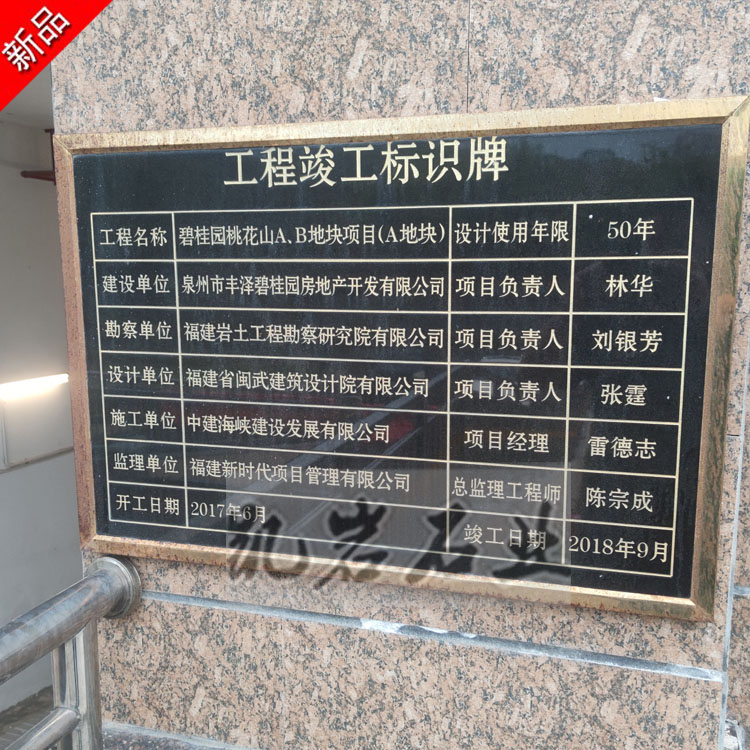 新品
工程竣工标识牌
工程名称 碧桂园桃花山A、B地块项目(A地块) 设计使用年限 50年
建设单位 泉州市丰泽碧桂园房地产开发有限公司 项目负责人 林华
勘察单位 福建岩土工程勘察研究院有限公司 项目负责人 刘银芳
设计单位 福建省闽武建筑设计院有限公司 项目负责人 张霆
施工单位 中建海峡建设发展有限公司 项目经理 雷德志
监理单位 福建新时代项目管理有限公司 总监理工程师 陈宗成
开工日期 2017年6月 竣工日期 2018年9月
岩石业